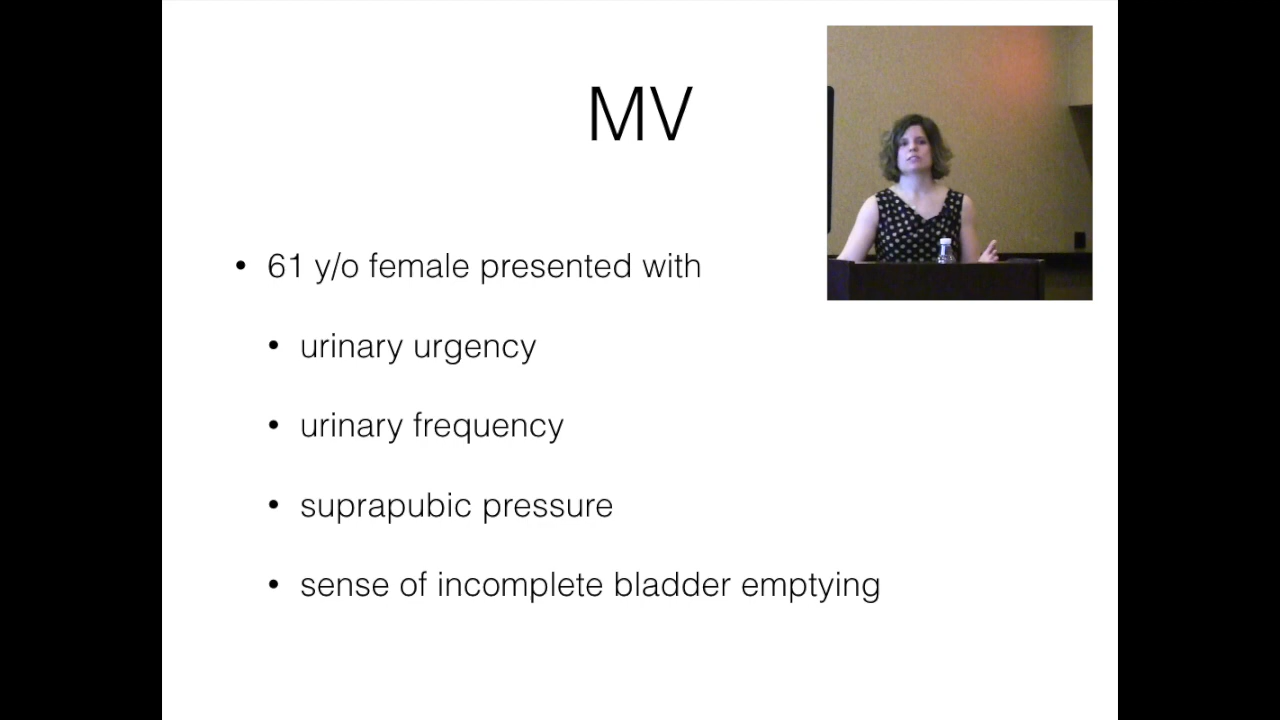 MV
• 61 y/o female presented with
• urinary urgency
• urinary frequency
• suprapubic pressure
• sense of incomplete bladder emptying